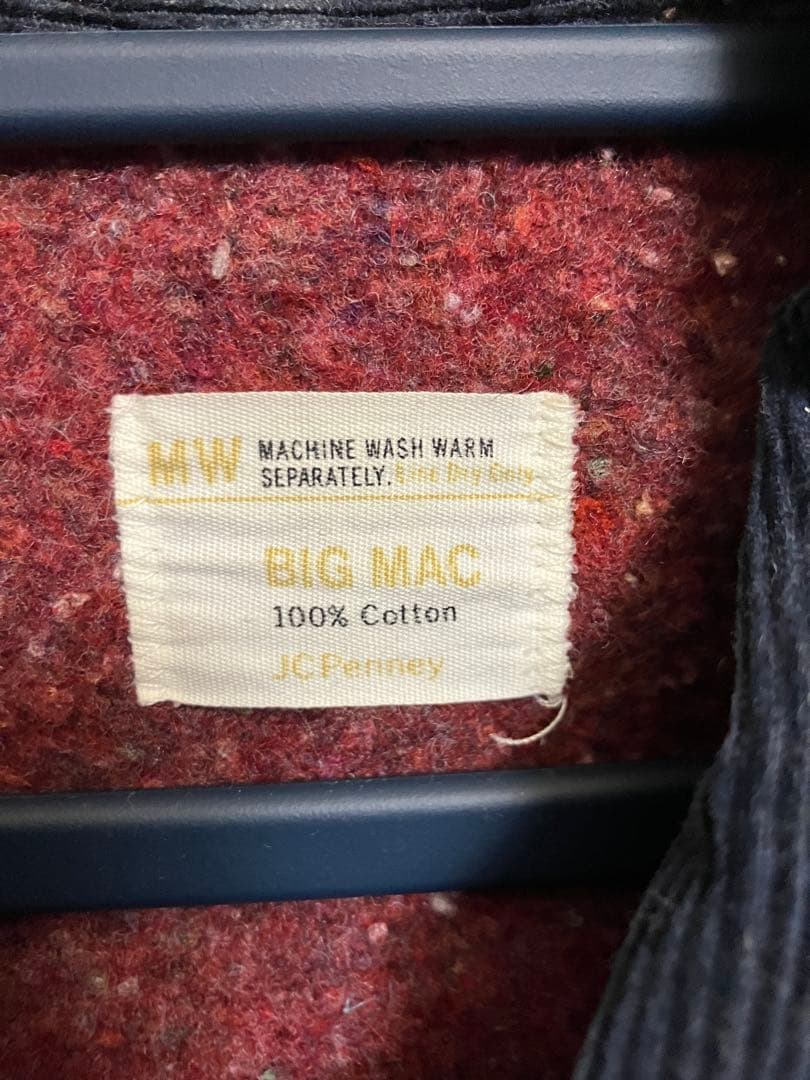 MW MACHINE WASH WARM
SEPARATELY. Line Dry Only
BIG MAC
100% Cotton
JCPenney